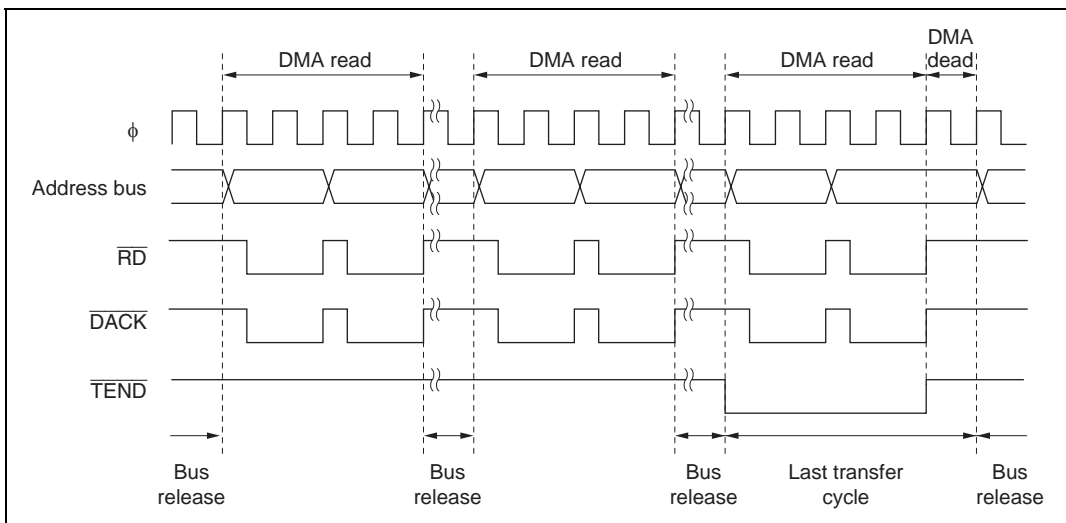 DMA read
DMA read
DMA read
DMA
dead
ϕ
Address bus
RD
DACK
TEND
Bus
release
Bus
release
Bus
release
Last transfer
cycle
Bus
release